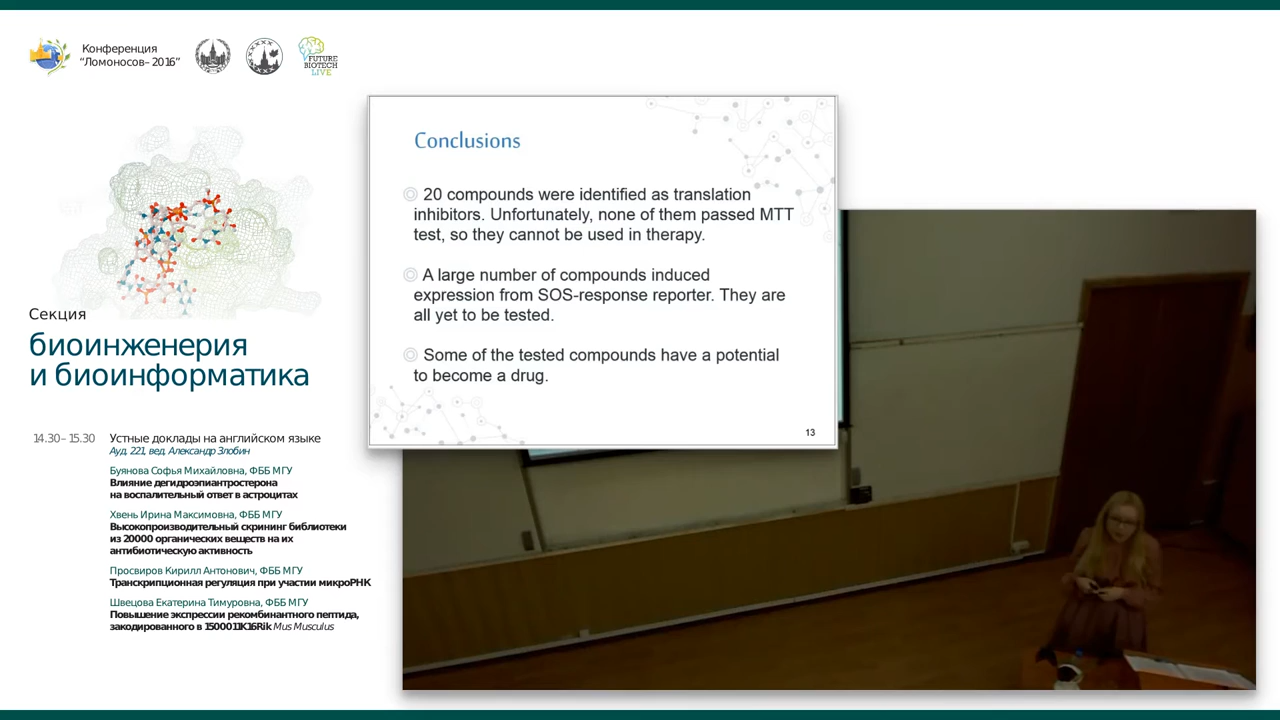 Конференция
“Ломоносов–2016”
FUTURE
BIOTECH
LIVE
Conclusions
20 compounds were identified as translation
inhibitors. Unfortunately, none of them passed MTT
test, so they cannot be used in therapy.
A large number of compounds induced
expression from SOS-response reporter. They are
all yet to be tested.
Some of the tested compounds have a potential
to become a drug.
13
Секция
биоинженерия
и биоинформатика
14.30–15.30 Устные доклады на английском языке
Ауд. 221, вед. Александр Злобин
Буянова Софья Михайловна, ФББ МГУ
Влияние дегидроэпиантростерона
на воспалительный ответ в астроцитах
Хвень Ирина Максимовна, ФББ МГУ
Высокопроизводительный скрининг библиотеки
из 20000 органических веществ на их
антибиотическую активность
Просвиров Кирилл Антонович, ФББ МГУ
Транскрипционная регуляция при участии микроРНК
Швецова Екатерина Тимуровна, ФББ МГУ
Повышение экспрессии рекомбинантного пептида,
закодированного в 1500011K16Rik Mus Musculus